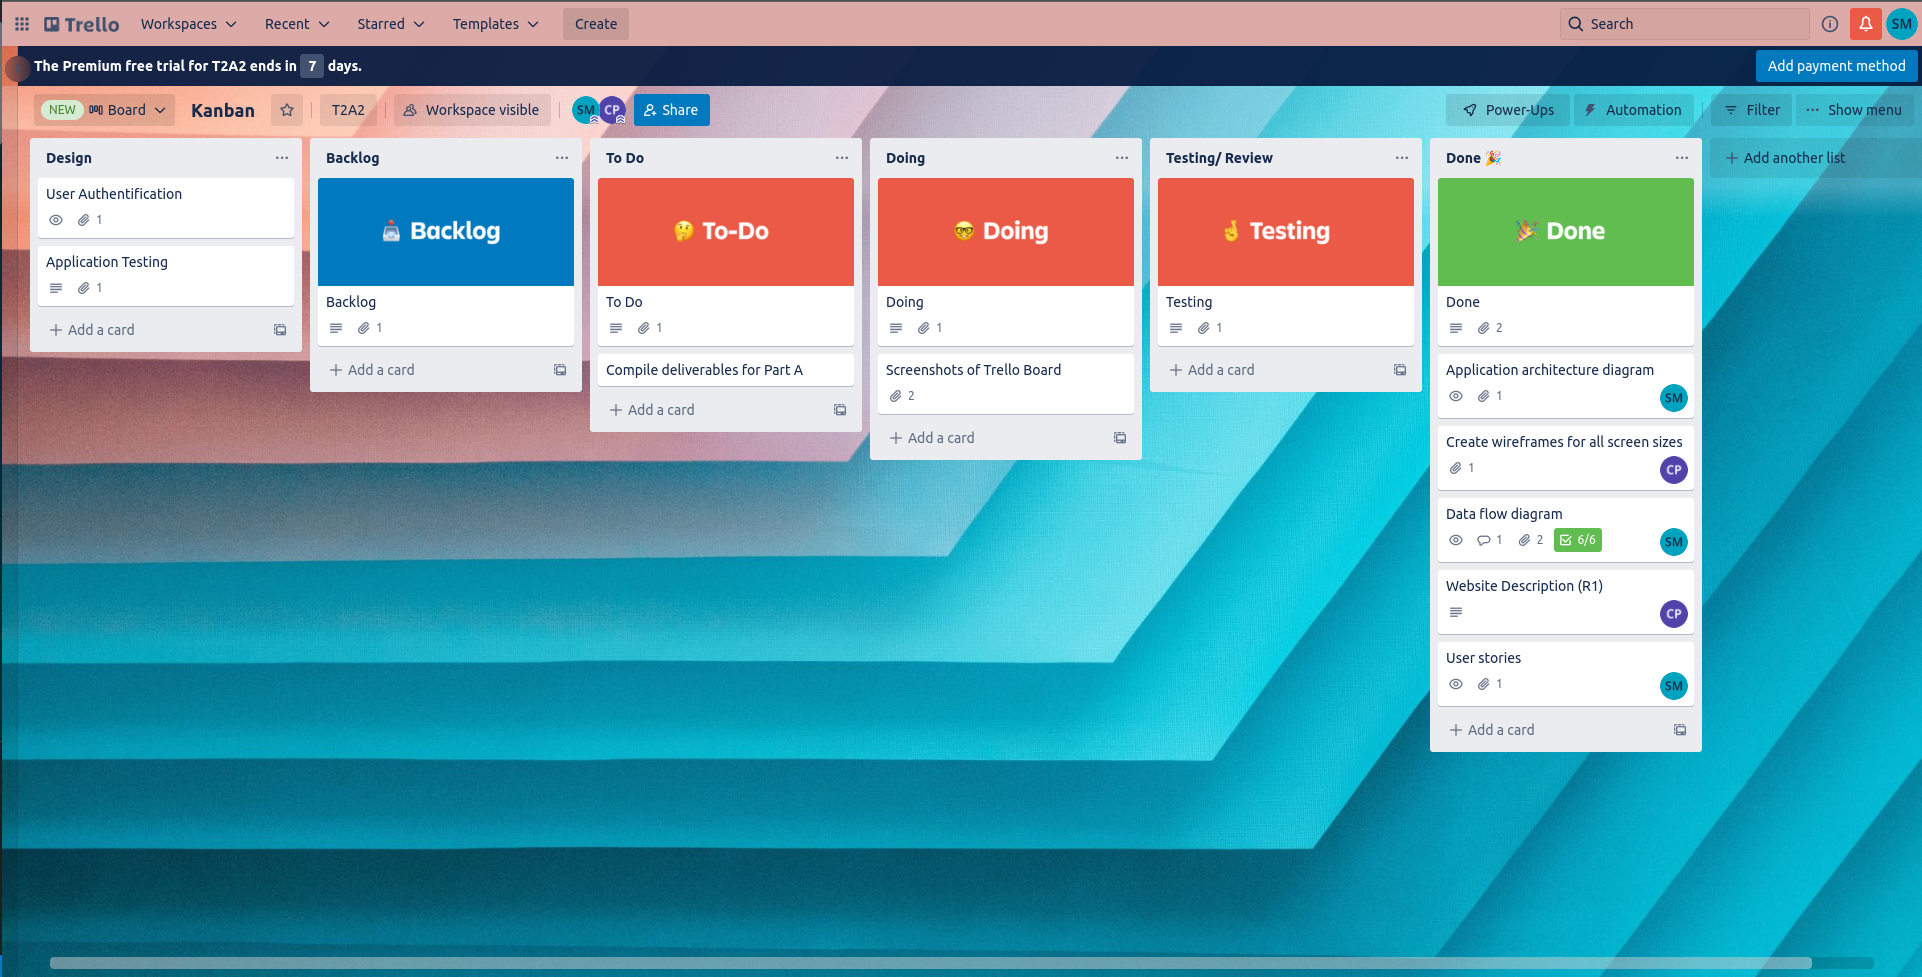 Trello Workspaces Recent Starred Templates Create Search SM
The Premium free trial for T2A2 ends in 7 days. Add payment method
NEW Board Kanban T2A2 Workspace visible SM CP Share Power-Ups Automation Filter Show menu
Design
User Authentification
1
Application Testing
1
Add a card
Backlog
Backlog
Backlog
1
Add a card
To Do
To-Do
To Do
1
Compile deliverables for Part A
Add a card
Doing
Doing
Doing
1
Screenshots of Trello Board
2
Add a card
Testing/ Review
Testing
Testing
1
Add a card
Done 🎉
Done
Done
2
Application architecture diagram
1 SM
Create wireframes for all screen sizes
1 CP
Data flow diagram
1 2 6/6 SM
Website Description (R1)
CP
User stories
1 SM
Add a card
Add another list